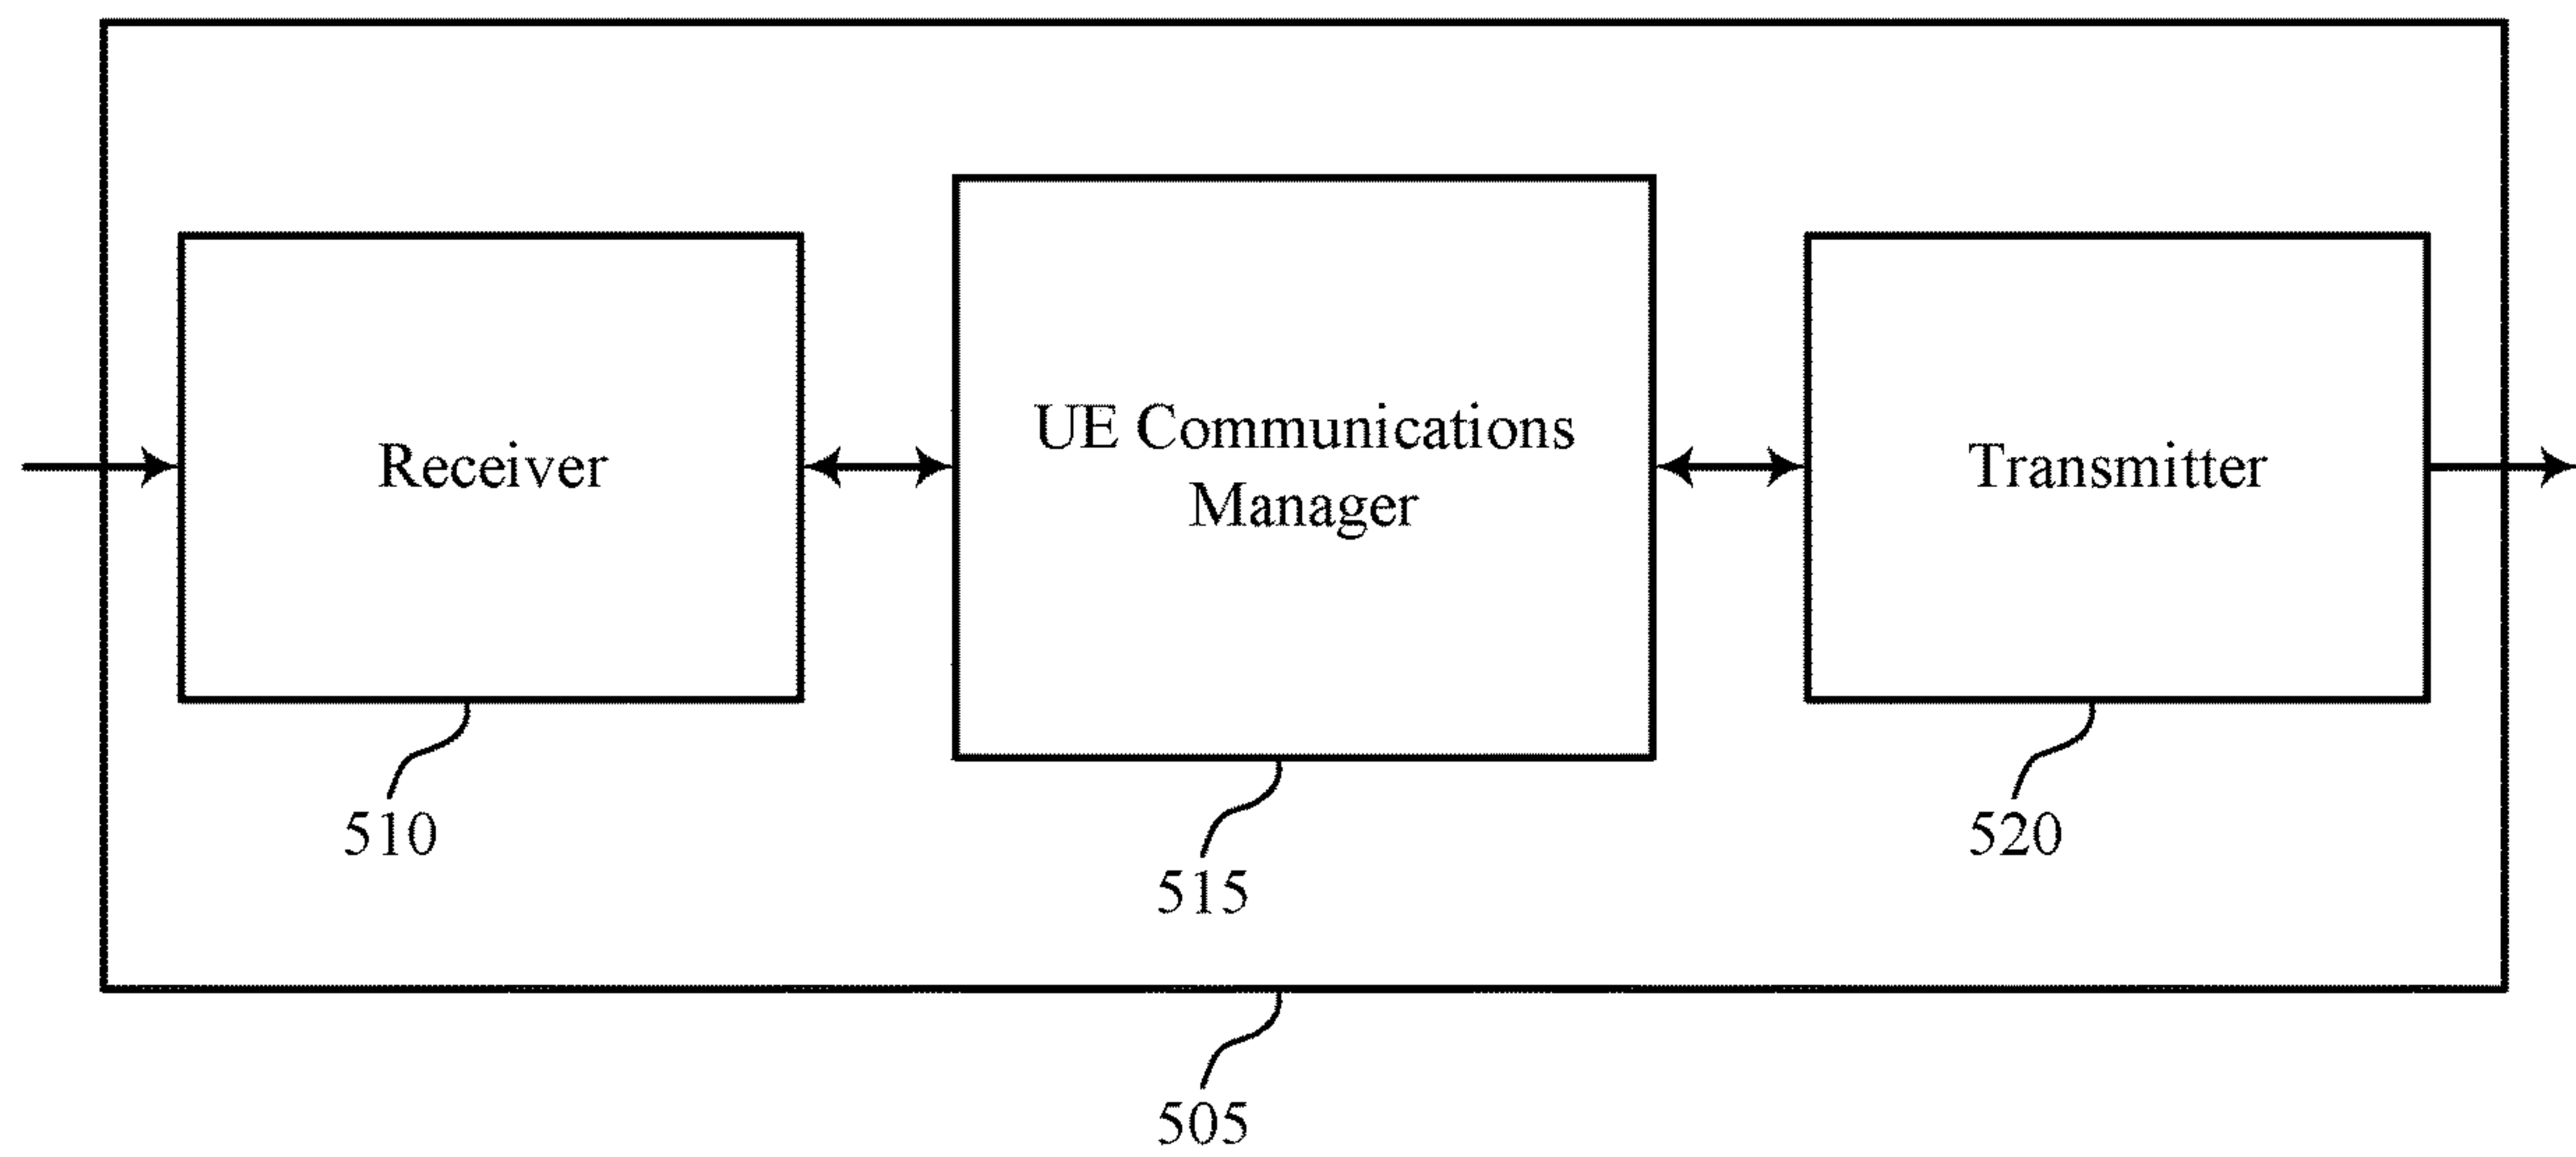 Receiver
UE Communications
Manager
Transmitter
510
515
520
505